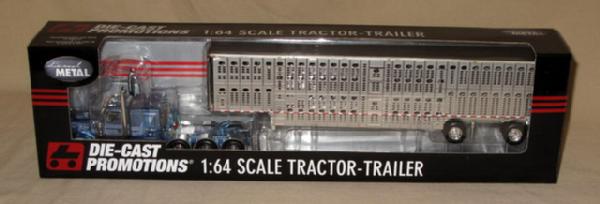 DIE-CAST
PROMOTIONS 1:64 SCALE TRACTOR-TRAILER
METAL
DIE-CAST
PROMOTIONS® 1:64 SCALE TRACTOR-TRAILER